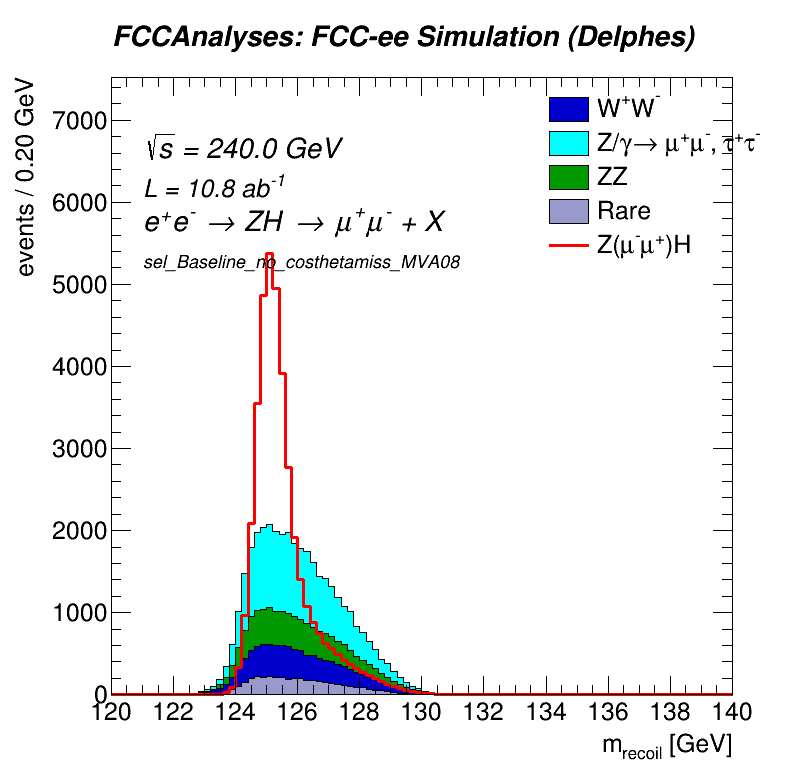 FCCAnalyses: FCC-ee Simulation (Delphes)
events / 0.20 GeV
7000
6000
5000
4000
3000
2000
1000
0
√s = 240.0 GeV
L = 10.8 ab⁻¹
e⁺e⁻ → ZH → μ⁺μ⁻ + X
sel_Baseline_no_costhetamiss_MVA08
W⁺W⁻
Z/γ→ μ⁺μ⁻, τ⁺τ⁻
ZZ
Rare
Z(μ⁻μ⁺)H
120 122 124 126 128 130 132 134 136 138 140
m_recoil [GeV]